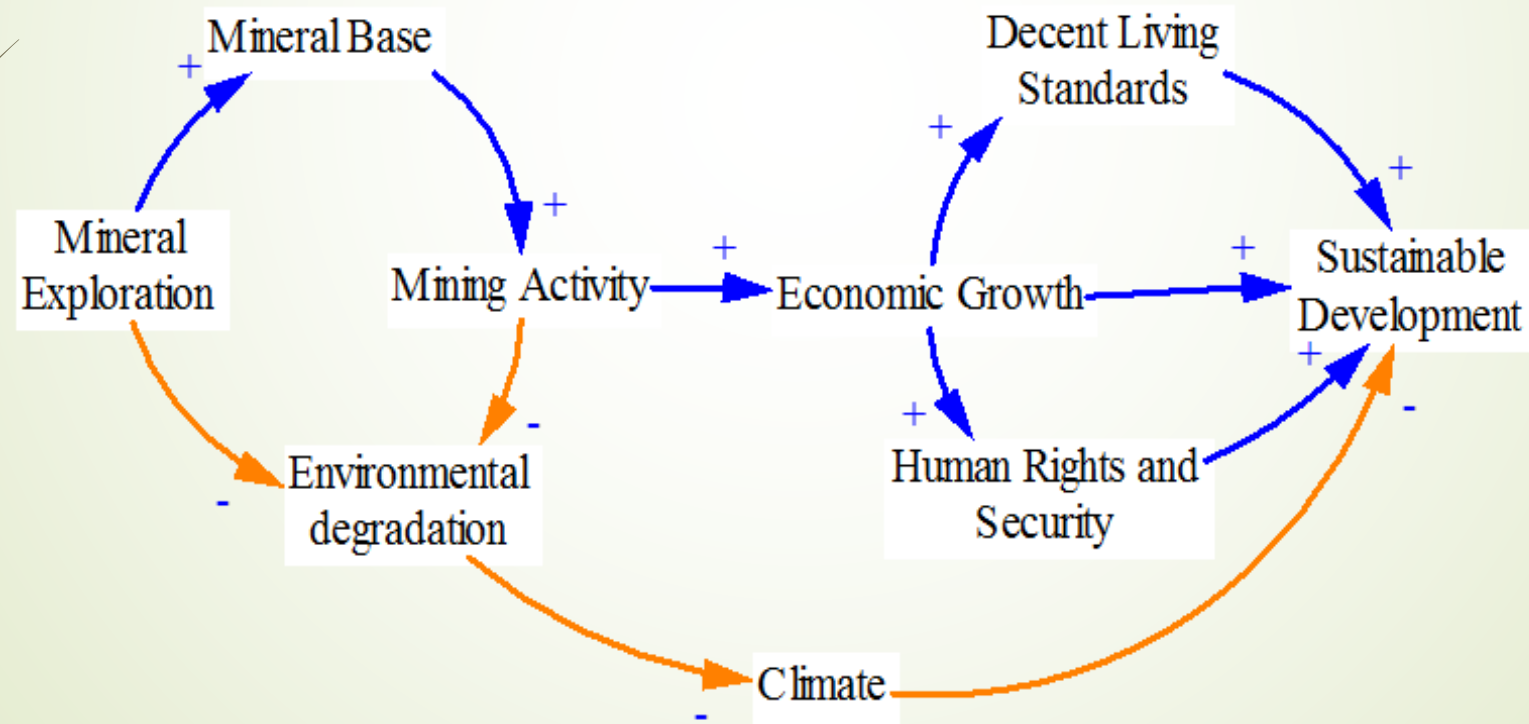 Mineral Base
Decent Living
Standards
+
+
+
+
Mineral
Exploration
+
Mining Activity
+
Economic Growth
+
Sustainable
Development
+
+
-
-
Environmental
degradation
-
Human Rights and
Security
Climate
-